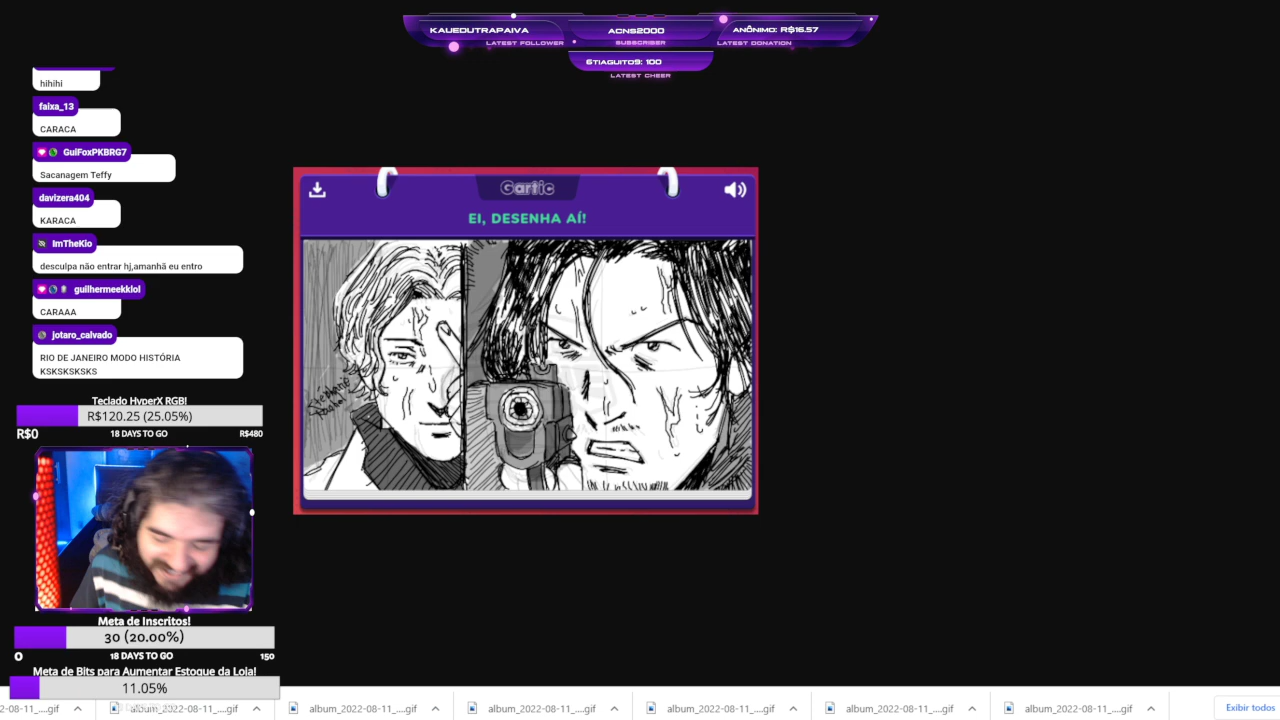 KAUEDUTRAPAIVA
LATEST FOLLOWER
ACNS2000
SUBSCRIBER
ANÔNIMO: R$16.57
LATEST DONATION
6TIAGUITO9: 100
LATEST CHEER
hihihi
faixa_13
CARACA
GuiFoxPKBRG7
Sacanagem Teffy
davizera404
KARACA
ImTheKio
desculpa não entrar hj,amanhã eu entro
guilhermeekklol
CARAAA
jotaro_calvado
RIO DE JANEIRO MODO HISTÓRIA
KSKSKSKSKS
Gartic
EI, DESENHA AÍ!
Teclado HyperX RGB!
R$120.25 (25.05%)
R$0
18 DAYS TO GO
R$480
Meta de Inscritos!
30 (20.00%)
0
18 DAYS TO GO
150
Meta de Bits para Aumentar Estoque da Loja!
11.05%
2-08-11_....gif
album_2022-08-11_....gif
album_2022-08-11_....gif
album_2022-08-11_....gif
album_2022-08-11_....gif
album_2022-08-11_....gif
album_2022-08-11_....gif
Exibir todos